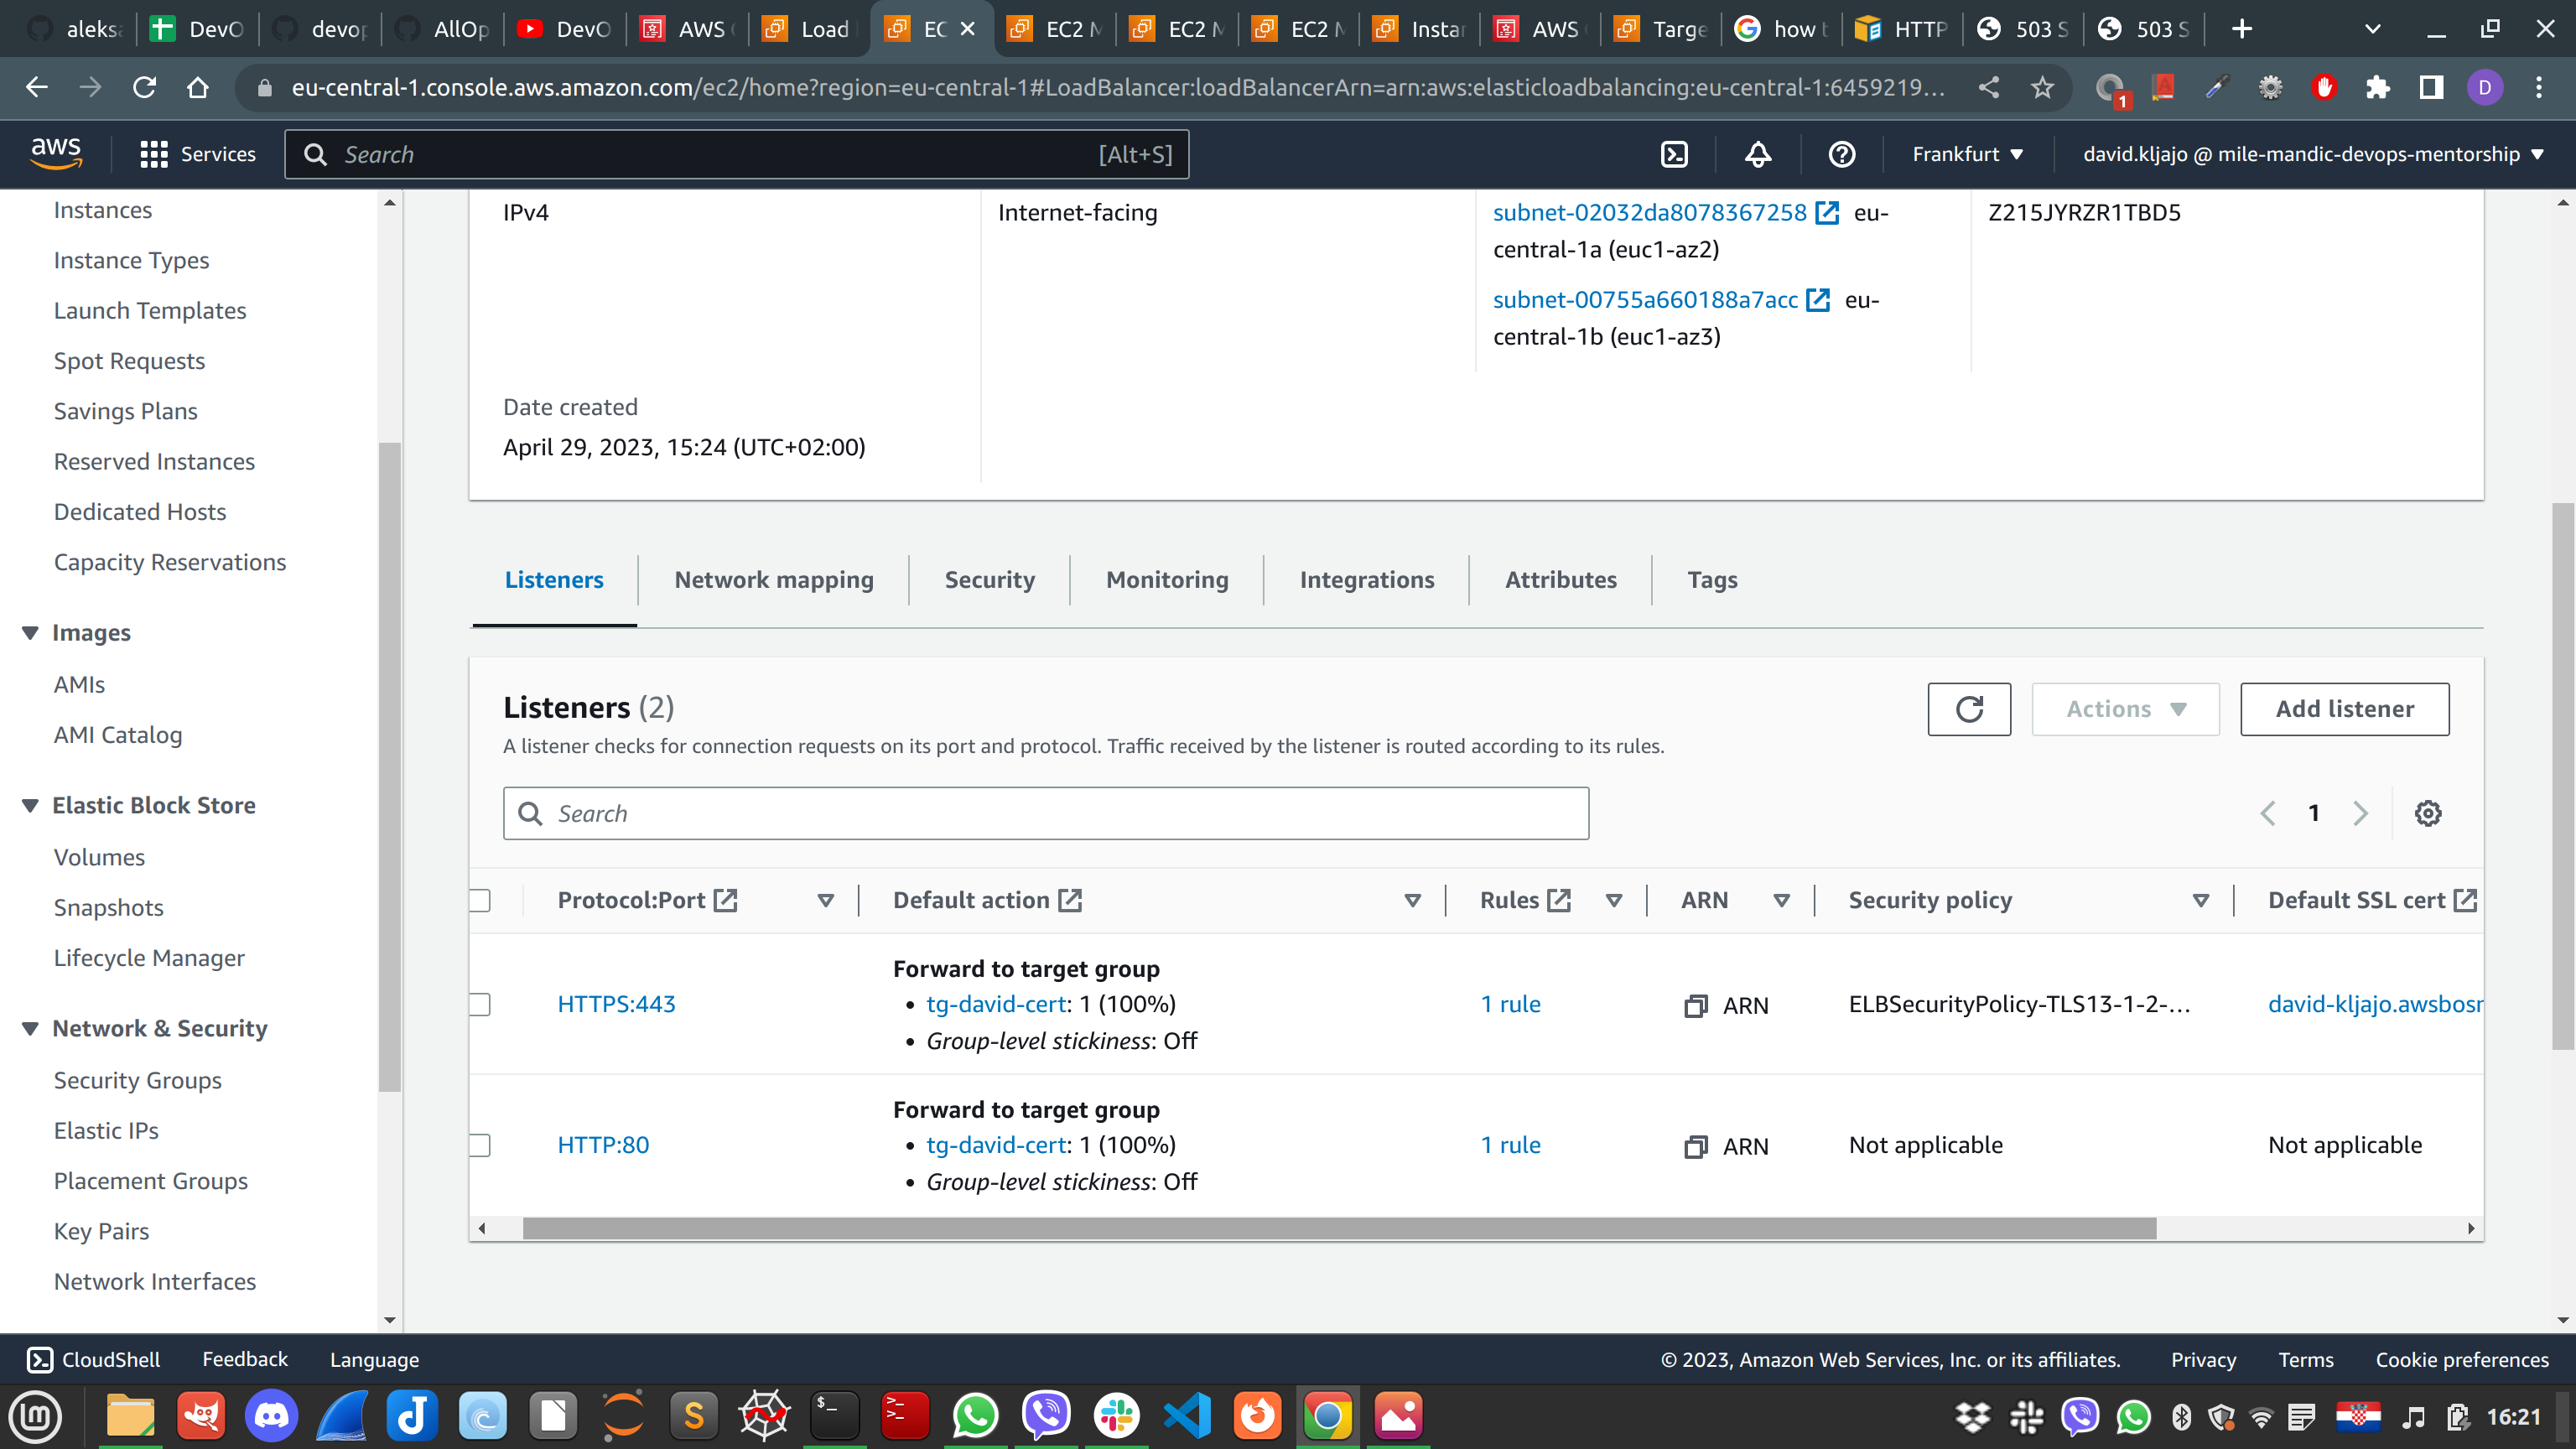 aleks
DevO
devop
AllOp
DevO
AWS
Load
EC
EC2 M
EC2 M
EC2 M
Instan
AWS
Targe
how t
HTTP
503 S
503 S
eu-central-1.console.aws.amazon.com/ec2/home?region=eu-central-1#LoadBalancer:loadBalancerArn=arn:aws:elasticloadbalancing:eu-central-1:6459219...
1
D
aws
Services
Search
[Alt+S]
Frankfurt
david.kljajo @ mile-mandic-devops-mentorship
Instances
Instance Types
Launch Templates
Spot Requests
Savings Plans
Reserved Instances
Dedicated Hosts
Capacity Reservations
Images
AMIs
AMI Catalog
Elastic Block Store
Volumes
Snapshots
Lifecycle Manager
Network & Security
Security Groups
Elastic IPs
Placement Groups
Key Pairs
Network Interfaces
IPv4
Internet-facing
subnet-02032da8078367258 eu-
central-1a (euc1-az2)
subnet-00755a660188a7acc eu-
central-1b (euc1-az3)
Z215JYRZR1TBD5
Date created
April 29, 2023, 15:24 (UTC+02:00)
Listeners
Network mapping
Security
Monitoring
Integrations
Attributes
Tags
Listeners (2)
A listener checks for connection requests on its port and protocol. Traffic received by the listener is routed according to its rules.
Actions
Add listener
Search
1
Protocol:Port
Default action
Rules
ARN
Security policy
Default SSL cert
HTTPS:443
Forward to target group
• tg-david-cert: 1 (100%)
• Group-level stickiness: Off
1 rule
ARN
ELBSecurityPolicy-TLS13-1-2-...
david-kljajo.awsbosn
HTTP:80
Forward to target group
• tg-david-cert: 1 (100%)
• Group-level stickiness: Off
1 rule
ARN
Not applicable
Not applicable
CloudShell
Feedback
Language
© 2023, Amazon Web Services, Inc. or its affiliates.
Privacy
Terms
Cookie preferences
16:21